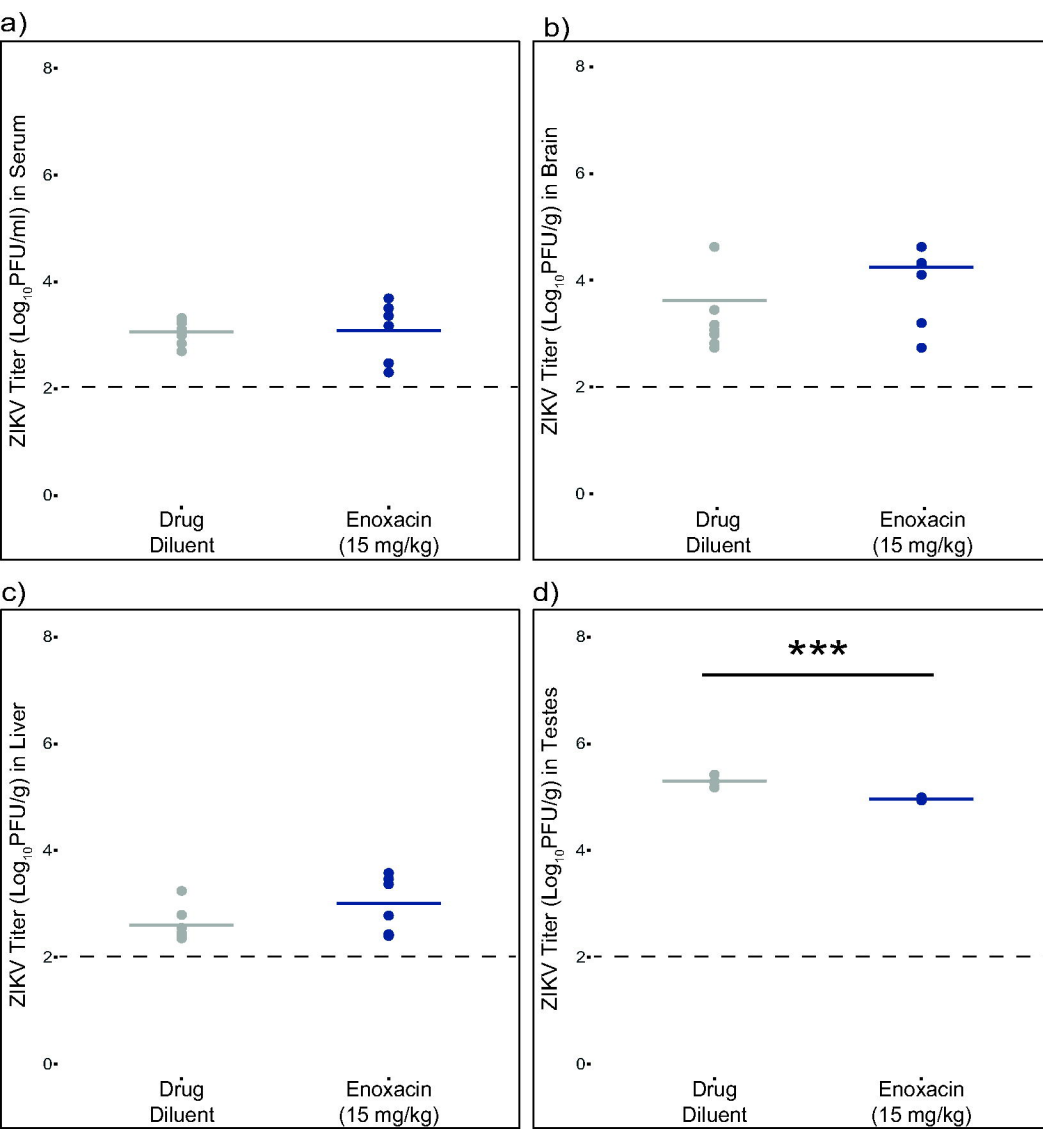 a)
ZIKV Titer (Log₁₀PFU/ml) in Serum
8
6
4
2
0
Drug
Diluent
Enoxacin
(15 mg/kg)
b)
ZIKV Titer (Log₁₀PFU/g) in Brain
8
6
4
2
0
Drug
Diluent
Enoxacin
(15 mg/kg)
c)
ZIKV Titer (Log₁₀PFU/g) in Liver
8
6
4
2
0
Drug
Diluent
Enoxacin
(15 mg/kg)
d)
ZIKV Titer (Log₁₀PFU/g) in Testes
8
6
4
2
0
***
Drug
Diluent
Enoxacin
(15 mg/kg)